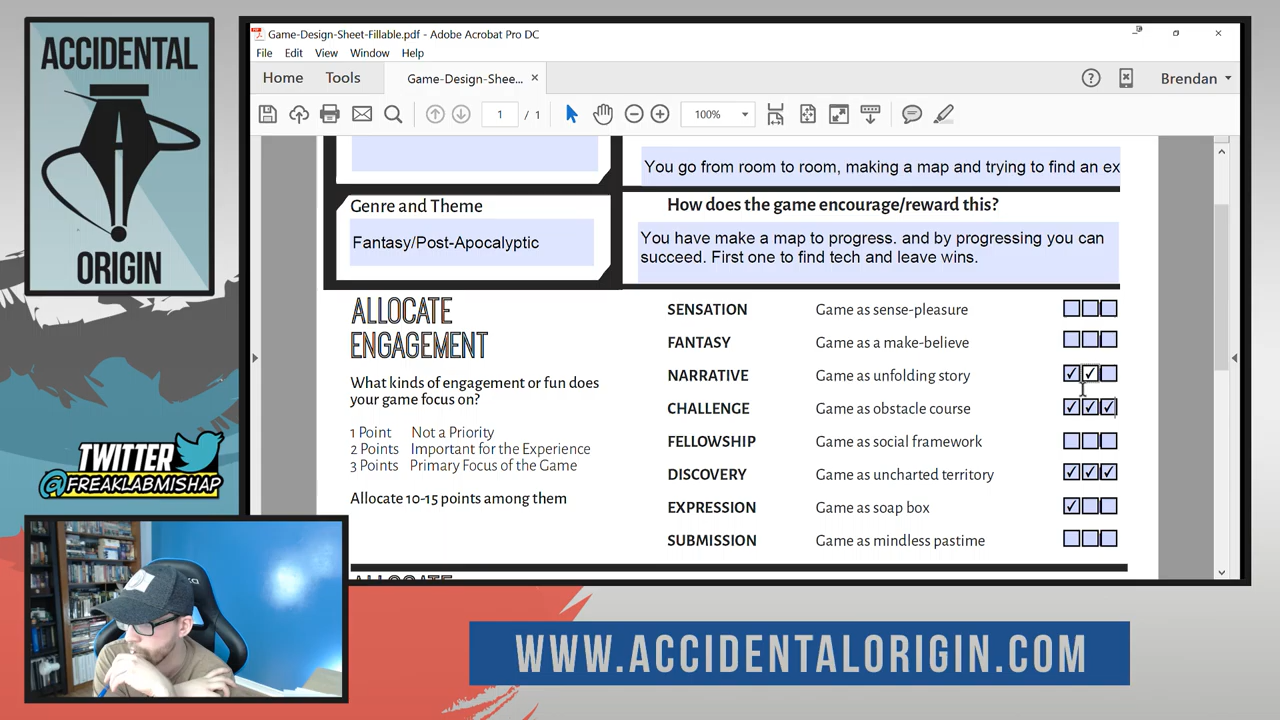 ACCIDENTAL
ORIGIN
Game-Design-Sheet-Fillable.pdf - Adobe Acrobat Pro DC
File Edit View Window Help
Home Tools Game-Design-Shee... ×
Brendan
1 / 1
100%
You go from room to room, making a map and trying to find an ex
Genre and Theme
Fantasy/Post-Apocalyptic
How does the game encourage/reward this?
You have make a map to progress. and by progressing you can
succeed. First one to find tech and leave wins.
ALLOCATE
ENGAGEMENT
What kinds of engagement or fun does
your game focus on?
1 Point Not a Priority
2 Points Important for the Experience
3 Points Primary Focus of the Game
Allocate 10-15 points among them
SENSATION Game as sense-pleasure
FANTASY Game as a make-believe
NARRATIVE Game as unfolding story
CHALLENGE Game as obstacle course
FELLOWSHIP Game as social framework
DISCOVERY Game as uncharted territory
EXPRESSION Game as soap box
SUBMISSION Game as mindless pastime
ALLOCATE
TWITTER
@FREAKLABMISHAP
WWW.ACCIDENTALORIGIN.COM